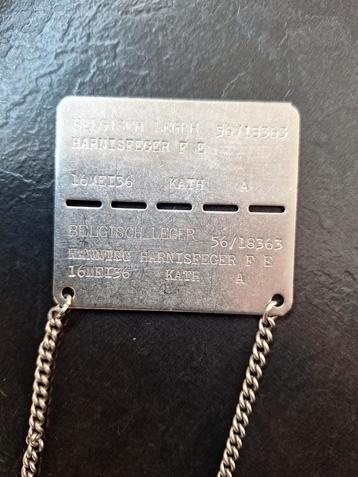 BELGISCH LEGER 56/18363
HARNISFEGER F E
16MEI36 KATH A
BELGISCH LEGER 56/18363
HARNISFEGER F E
16MEI36 KATH A